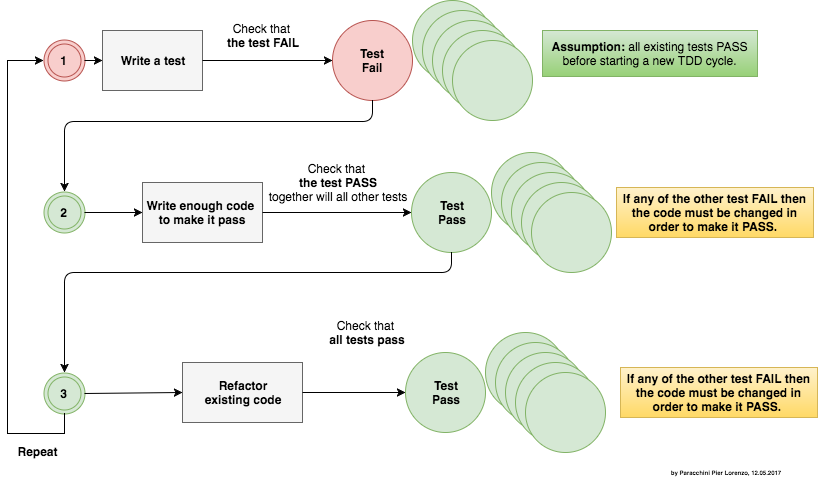 1
Write a test
Check that
the test FAIL
Test
Fail
Assumption: all existing tests PASS
before starting a new TDD cycle.
2
Write enough code
to make it pass
Check that
the test PASS
together will all other tests
Test
Pass
If any of the other test FAIL then
the code must be changed in
order to make it PASS.
3
Refactor
existing code
Check that
all tests pass
Test
Pass
If any of the other test FAIL then
the code must be changed in
order to make it PASS.
Repeat
by Paracchini Pier Lorenzo, 12.05.2017